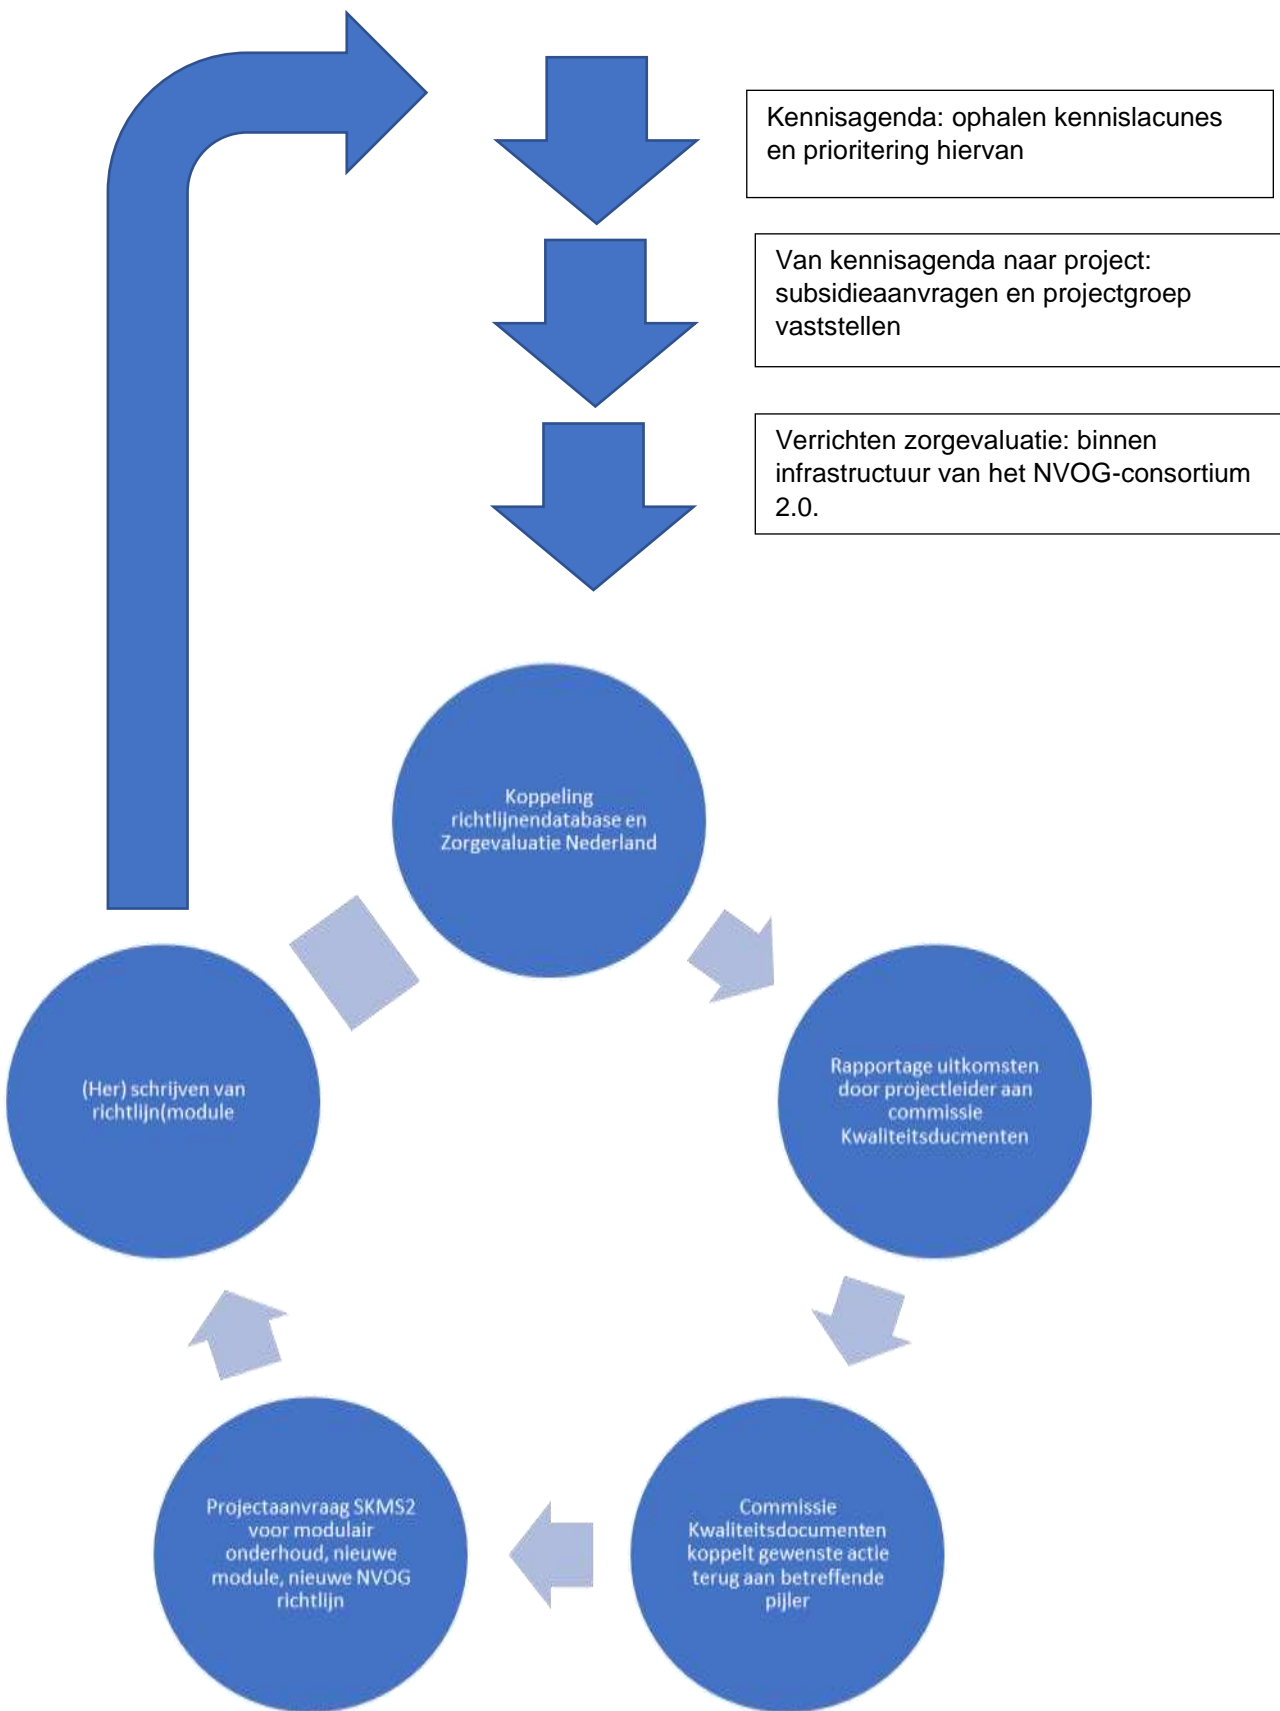 Kennisagenda: ophalen kennislacunes
en prioritering hiervan
Van kennisagenda naar project:
subsidieaanvragen en projectgroep
vaststellen
Verrichten zorgevaluatie: binnen
infrastructuur van het NVOG-consortium
2.0.
Koppeling
richtlijnendatabase en
Zorgevaluatie Nederland
Rapportage uitkomsten
door projectleider aan
commissie
Kwaliteitsducmenten
Commissie
Kwaliteitsdocumenten
koppelt gewenste actie
terug aan betreffende
pijler
Projectaanvraag SKMS2
voor modulair
onderhoud, nieuwe
module, nieuwe NVOG
richtlijn
(Her) schrijven van
richtlijn(module